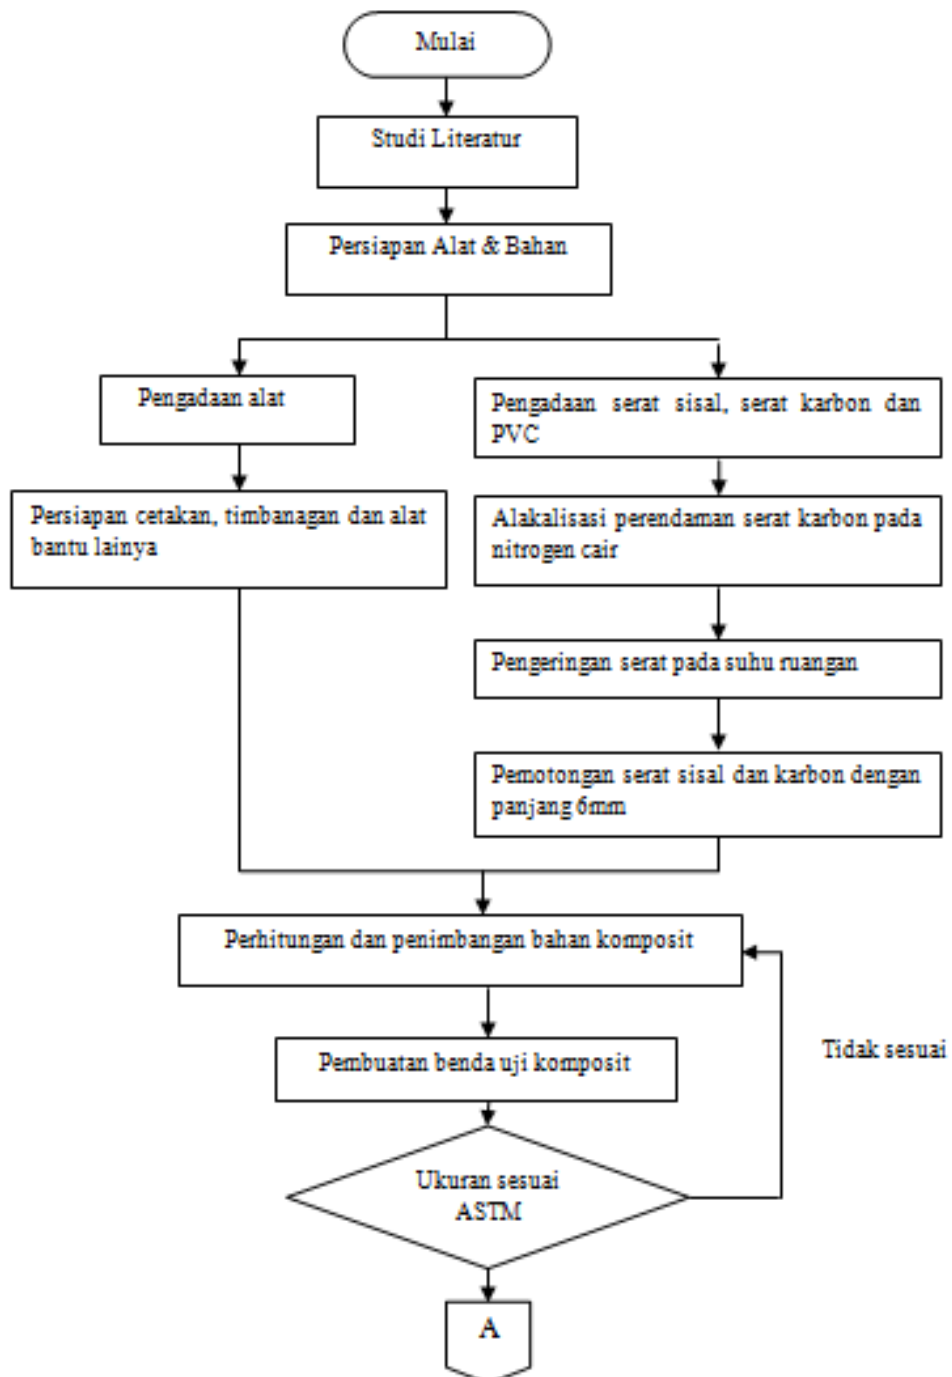 Mulai
Studi Literatur
Persiapan Alat & Bahan
Pengadaan alat
Persiapan cetakan, timbanagan dan alat
bantu lainya
Pengadaan serat sisal, serat karbon dan
PVC
Alakalisasi perendaman serat karbon pada
nitrogen cair
Pengeringan serat pada suhu ruangan
Pemotongan serat sisal dan karbon dengan
panjang 6mm
Perhitungan dan penimbangan bahan komposit
Pembuatan benda uji komposit
Tidak sesuai
Ukuran sesuai
ASTM
A